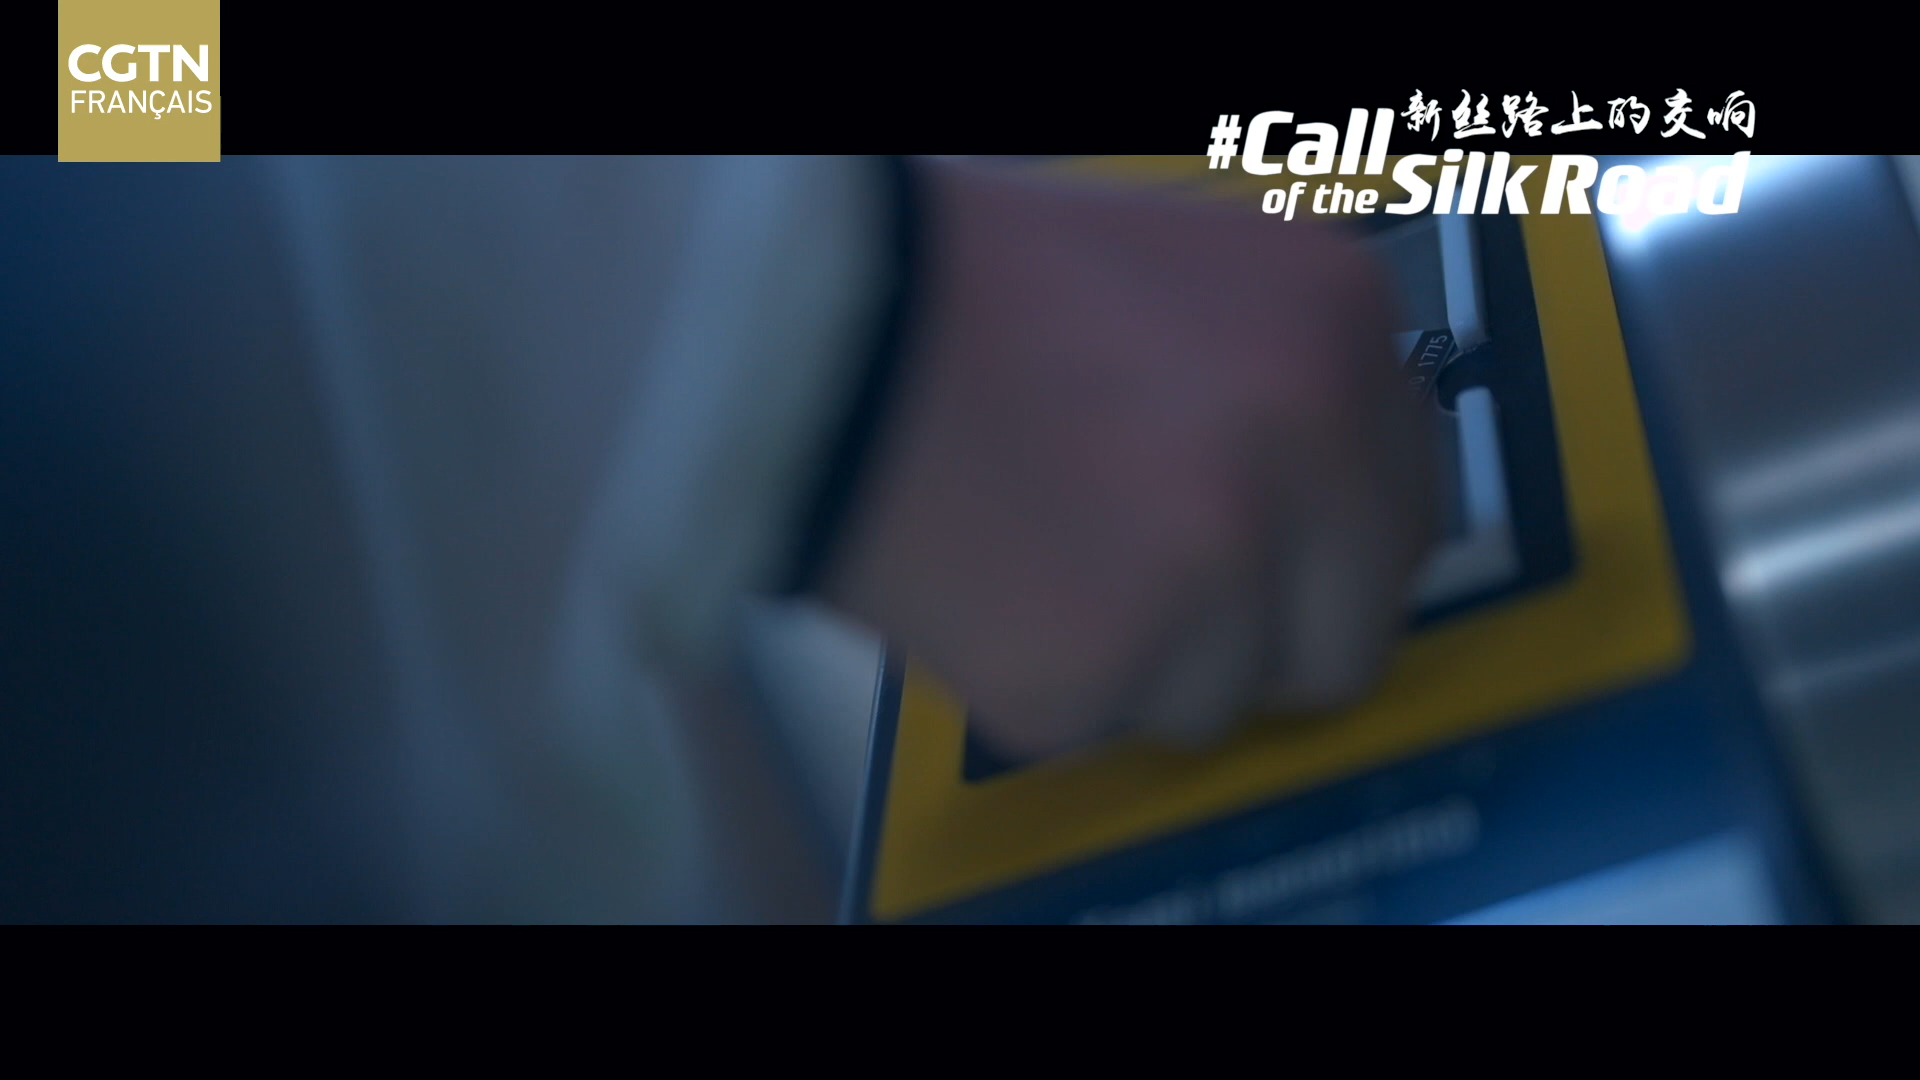 CGTN
FRANÇAIS
新丝路上的交响
#Call
of the Silk Road
1775